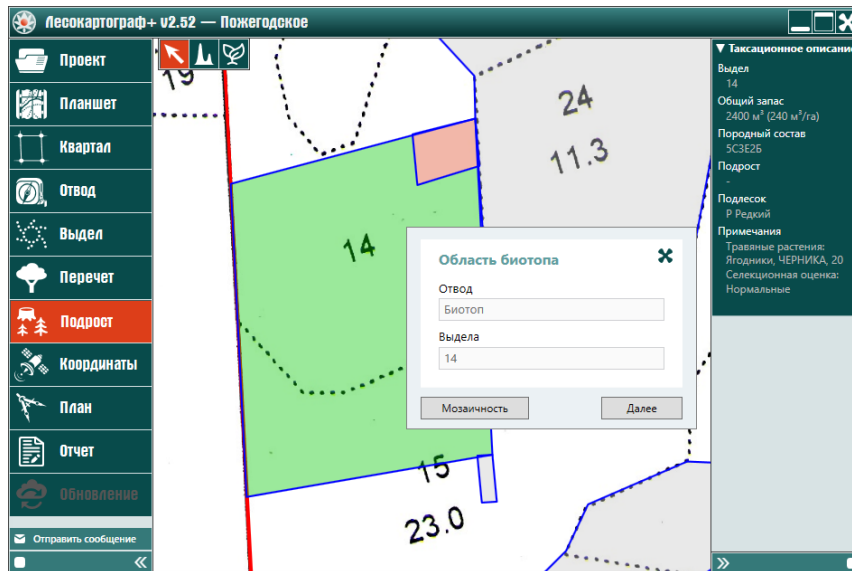 Лесокартограф+ v2.52 — Пожегодское
Проект
Планшет
Квартал
Отвод
Выдел
Перечет
Подрост
Координаты
План
Отчет
Обновление
Отправить сообщение
«
19
24
11.3
14
15
23.0
Область биотопа
Отвод
Биотоп
Выдела
14
Мозаичность
Далее
▼ Таксационное описание
Выдел
14
Общий запас
2400 м³ (240 м³/га)
Породный состав
5С3Е2Б
Подрост
-
Подлесок
Р Редкий
Примечания
Травяные растения:
Ягодники, ЧЕРНИКА, 20
Селекционная оценка:
Нормальные
»